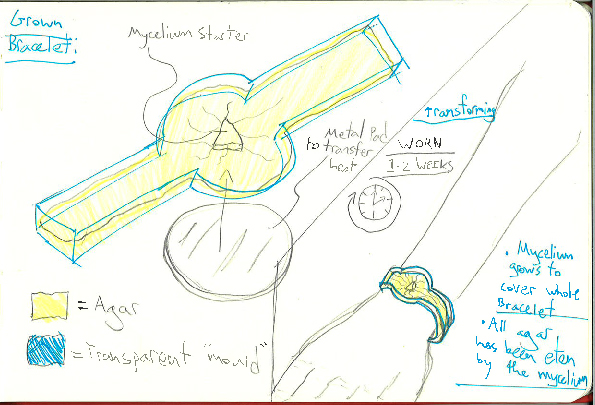 Grown
Bracelet:
Mycelium starter
Metal Pad
to transfer
heat
Transforming
WORN
1-2 WEEKS
• Mycelium
grows to
cover whole
Bracelet
• All agar
has been eten
by the mycelium
= Agar
= Transparent "mould"